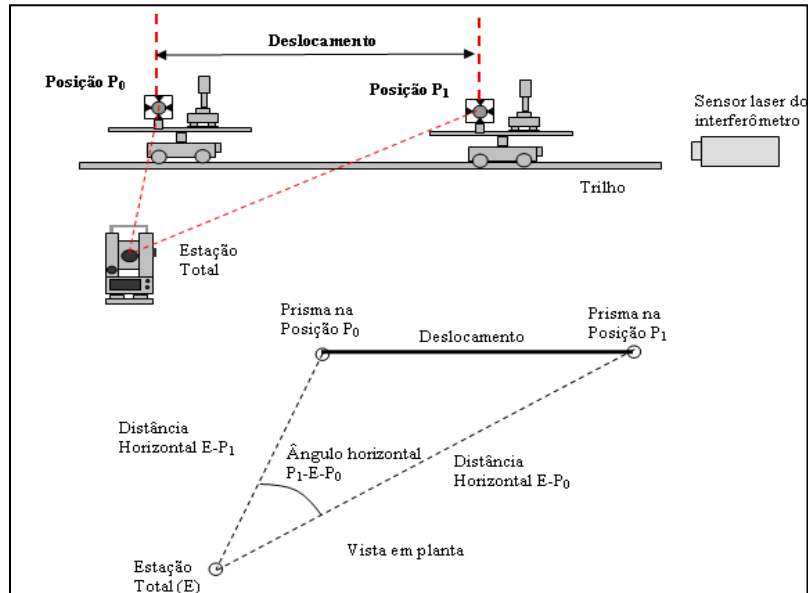 Deslocamento
Posição P0
Posição P1
Sensor laser do
interferômetro
Trilho
Estação
Total
Prisma na
Posição P0
Prisma na
Posição P1
Deslocamento
Distância
Horizontal E-P1
Ângulo horizontal
P1-E-P0
Distância
Horizontal E-P0
Vista em planta
Estação
Total (E)